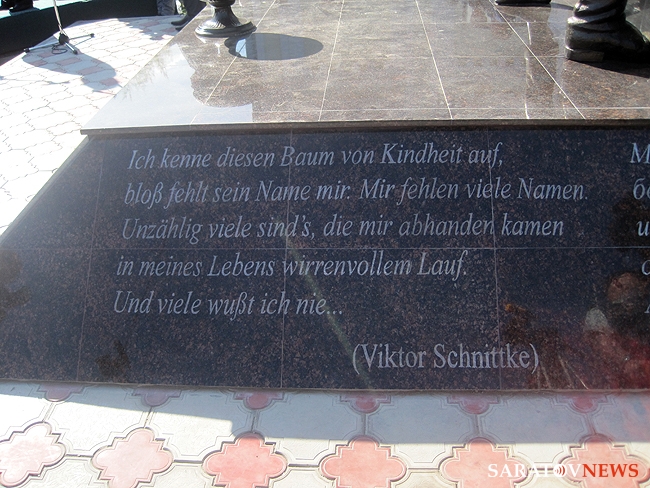 Ich kenne diesen Baum von Kindheit auf,
bloß fehlt sein Name mir. Mir fehlen viele Namen.
Unzählig viele sind's, die mir abhanden kamen
in meines Lebens wirrenvollem Lauf.
Und viele wußt ich nie...
(Viktor Schnittke)
SARATOVNEWS